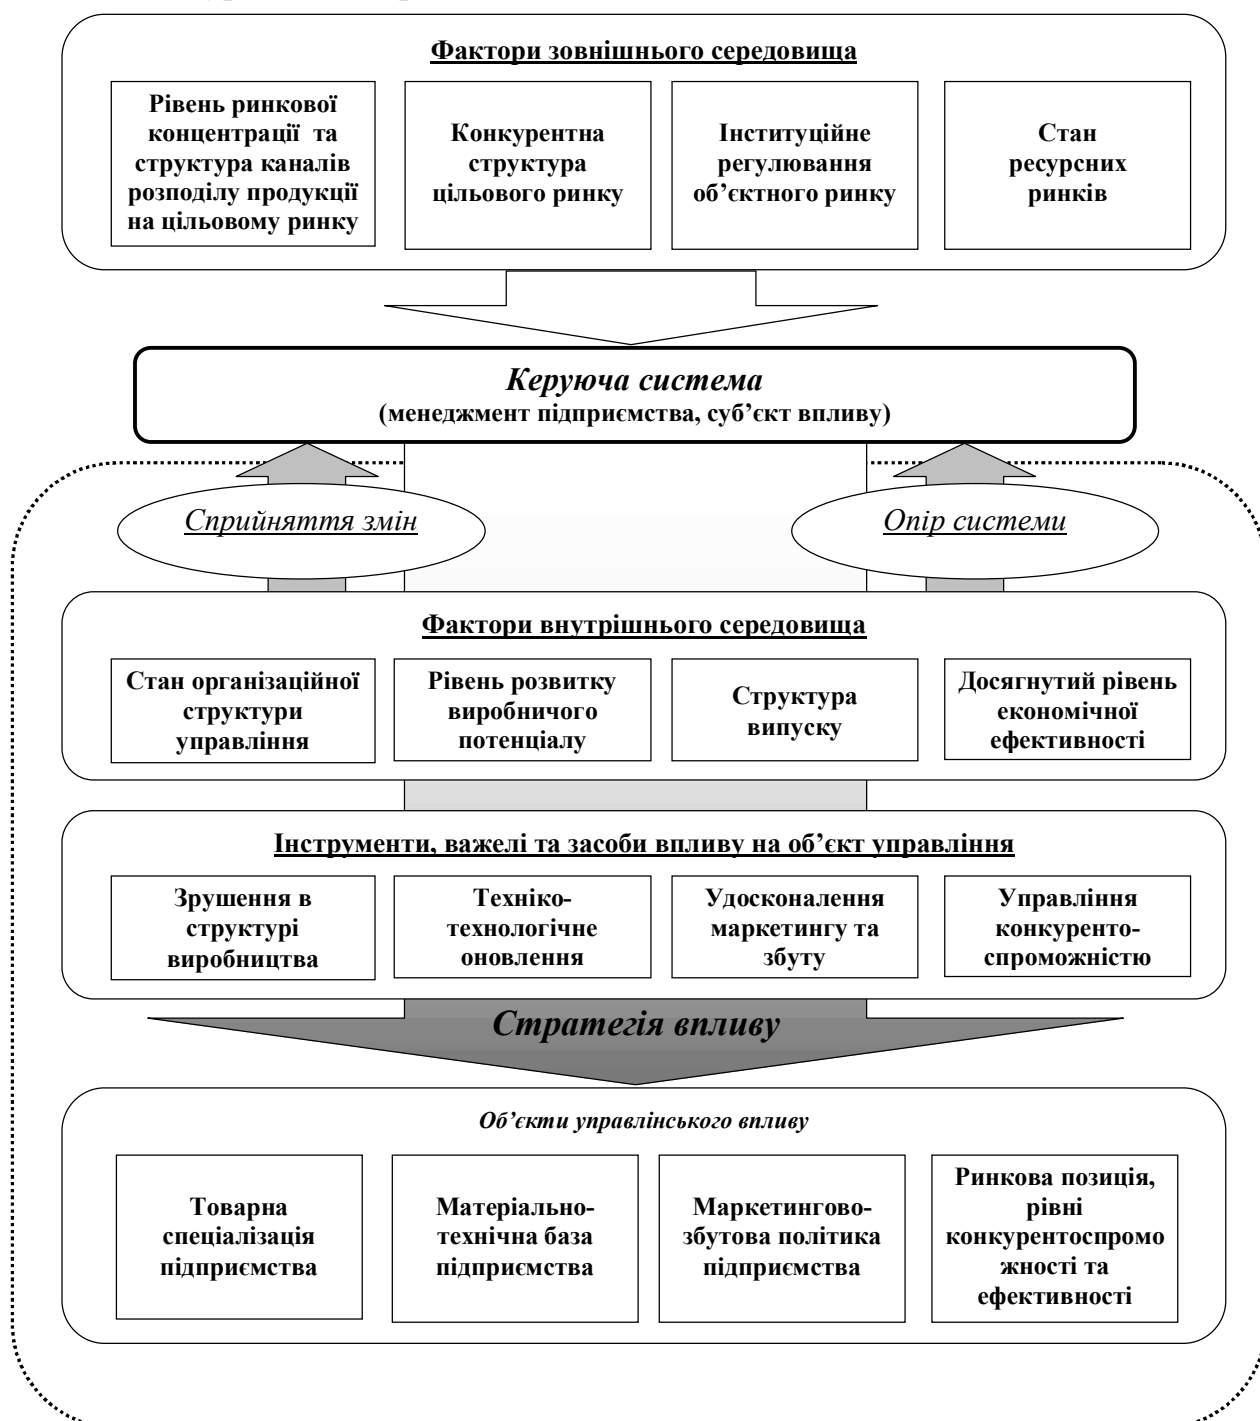 Фактори зовнішнього середовища
Рівень ринкової
концентрації та
структура каналів
розподілу продукції
на цільовому ринку
Конкурентна
структура
цільового ринку
Інституційне
регулювання
об’єктного ринку
Стан
ресурсних
ринків
Керуюча система
(менеджмент підприємства, суб’єкт впливу)
Сприйняття змін
Опір системи
Фактори внутрішнього середовища
Стан організаційної
структури
управління
Рівень розвитку
виробничого
потенціалу
Структура
випуску
Досягнутий рівень
економічної
ефективності
Інструменти, важелі та засоби впливу на об’єкт управління
Зрушення в
структурі
виробництва
Техніко-
технологічне
оновлення
Удосконалення
маркетингу та
збуту
Управління
конкуренто-
спроможністю
Стратегія впливу
Об’єкти управлінського впливу
Товарна
спеціалізація
підприємства
Матеріально-
технічна база
підприємства
Маркетингово-
збутова політика
підприємства
Ринкова позиція,
рівні
конкурентоспромо
жності та
ефективності